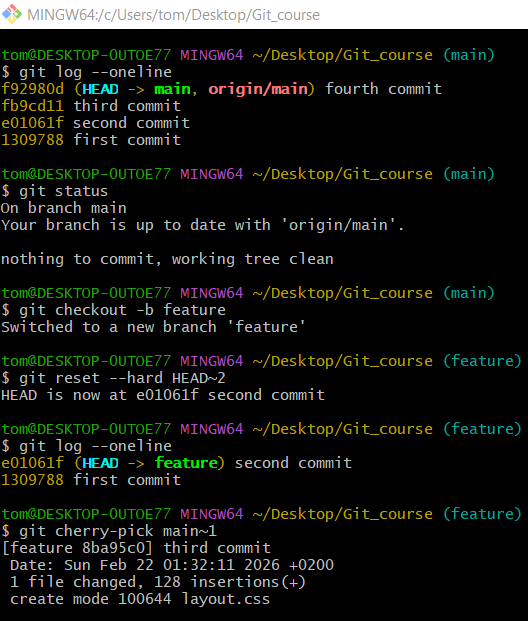 MINGW64:/c/Users/tom/Desktop/Git_course
tom@DESKTOP-OUTOE77 MINGW64 ~/Desktop/Git_course (main)
$ git log --oneline
f92980d (HEAD -> main, origin/main) fourth commit
fb9cd11 third commit
e01061f second commit
1309788 first commit
tom@DESKTOP-OUTOE77 MINGW64 ~/Desktop/Git_course (main)
$ git status
On branch main
Your branch is up to date with 'origin/main'.
nothing to commit, working tree clean
tom@DESKTOP-OUTOE77 MINGW64 ~/Desktop/Git_course (main)
$ git checkout -b feature
Switched to a new branch 'feature'
tom@DESKTOP-OUTOE77 MINGW64 ~/Desktop/Git_course (feature)
$ git reset --hard HEAD~2
HEAD is now at e01061f second commit
tom@DESKTOP-OUTOE77 MINGW64 ~/Desktop/Git_course (feature)
$ git log --oneline
e01061f (HEAD -> feature) second commit
1309788 first commit
tom@DESKTOP-OUTOE77 MINGW64 ~/Desktop/Git_course (feature)
$ git cherry-pick main~1
[feature 8ba95c0] third commit
 Date: Sun Feb 22 01:32:11 2026 +0200
 1 file changed, 128 insertions(+)
 create mode 100644 layout.css